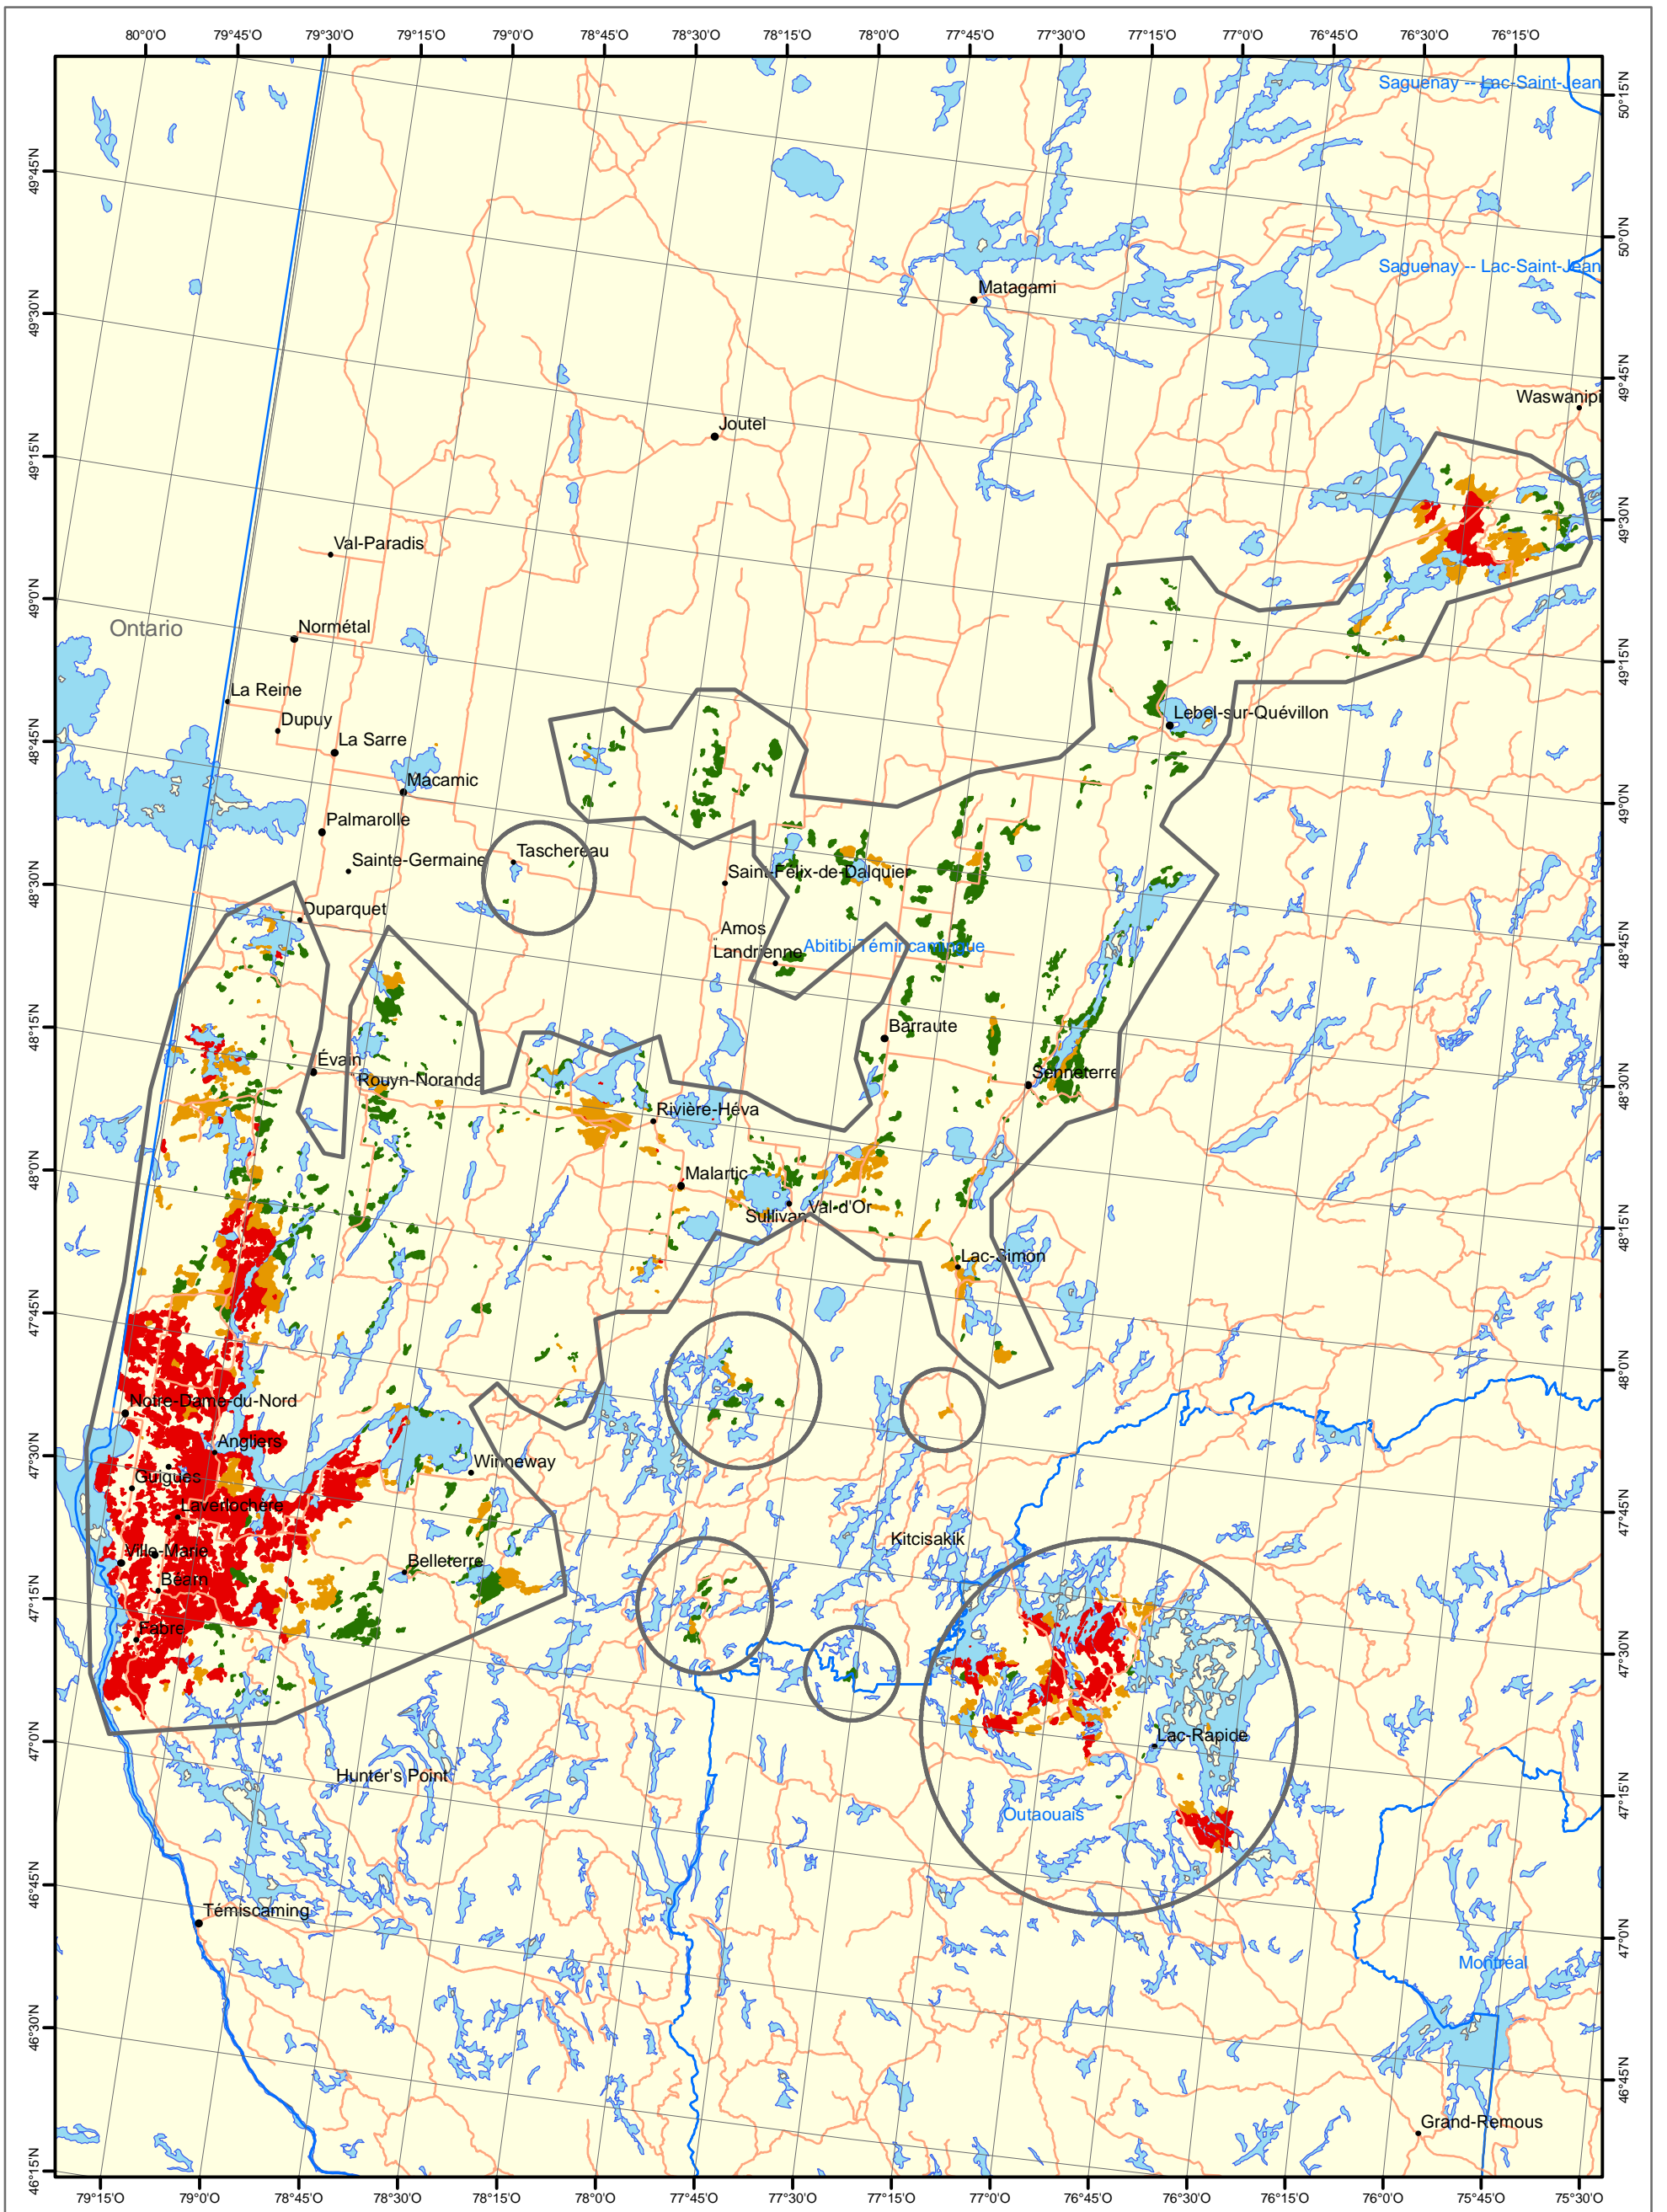 80°0'O 79°45'O 79°30'O 79°15'O 79°0'O 78°45'O 78°30'O 78°15'O 78°0'O 77°45'O 77°30'O 77°15'O 77°0'O 76°45'O 76°30'O 76°15'O
Saguenay -- Lac-Saint-Jean
50°15'N
49°45'N
50°0'N
Saguenay -- Lac-Saint-Jean
Matagami
49°30'N
49°45'N
Waswanipi
Joutel
49°15'N
49°30'N
Val-Paradis
49°0'N
Ontario
Normétal
49°15'N
La Reine
Lebel-sur-Quévillon
Dupuy
48°45'N
La Sarre
Macamic
49°0'N
Palmarolle
Taschereau
Sainte-Germaine
Saint-Félix-de-Dalquier
48°30'N
Duparquet
Amos
48°45'N
Landrienne
Abitibi-Témiscamingue
48°15'N
Barraute
Évain
Senneterre
Rouyn-Noranda
48°30'N
Rivière-Héva
48°0'N
Malartic
Val-d'Or
Sullivan
48°15'N
Lac-Simon
47°45'N
48°0'N
Notre-Dame-du-Nord
Angliers
47°30'N
Winneway
Guigues
Laverlochère
47°45'N
Kitcisakik
Ville-Marie
Belleterre
Béarn
47°15'N
Fabre
47°30'N
47°0'N
Lac-Rapide
Hunter's Point
47°15'N
Outaouais
46°45'N
Témiscaming
47°0'N
Montréal
46°30'N
46°45'N
Grand-Remous
46°15'N
79°15'O 79°0'O 78°45'O 78°30'O 78°15'O 78°0'O 77°45'O 77°30'O 77°15'O 77°0'O 76°45'O 76°30'O 76°15'O 76°0'O 75°45'O 75°30'O